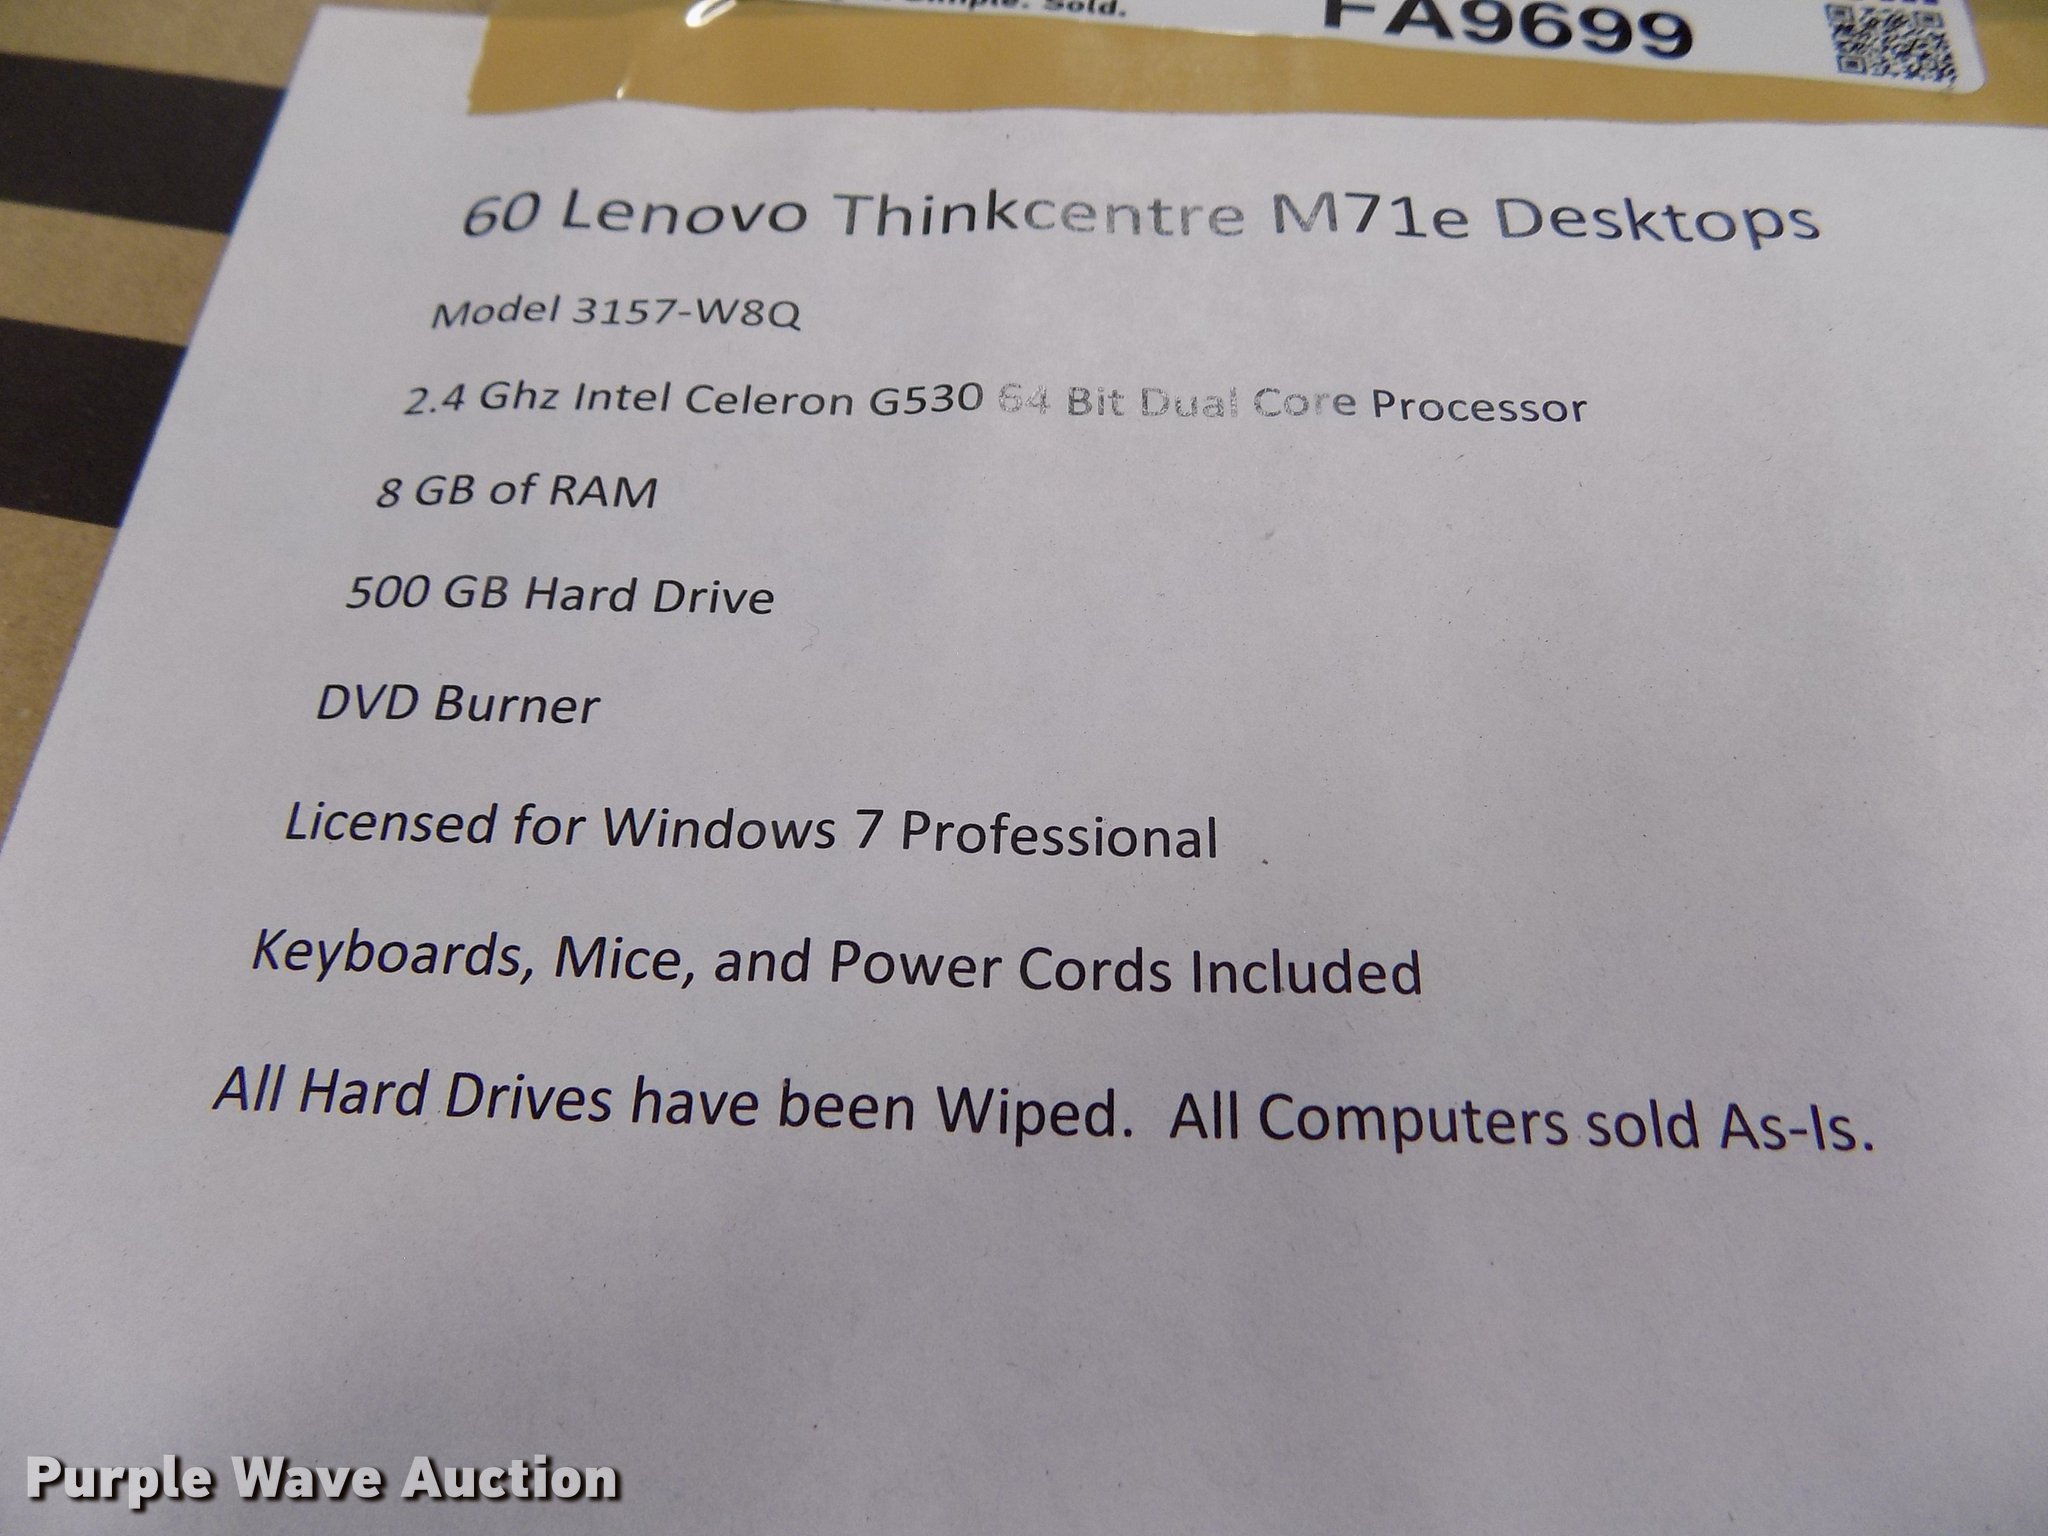 Sold.
FA9699
60 Lenovo Thinkcentre M71e Desktops
Model 3157-W8Q
2.4 Ghz Intel Celeron G530 64 Bit Dual Core Processor
8 GB of RAM
500 GB Hard Drive
DVD Burner
Licensed for Windows 7 Professional
Keyboards, Mice, and Power Cords Included
All Hard Drives have been Wiped.  All Computers sold As-Is.
Purple Wave Auction